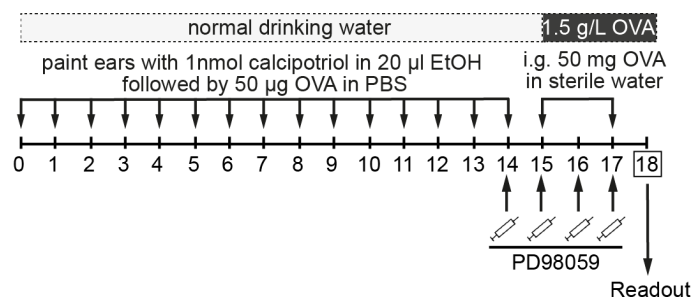 normal drinking water
1.5 g/L OVA
paint ears with 1nmol calcipotriol in 20 µl EtOH
followed by 50 µg OVA in PBS
i.g. 50 mg OVA
in sterile water
0 1 2 3 4 5 6 7 8 9 10 11 12 13 14 15 16 17 18
PD98059
Readout